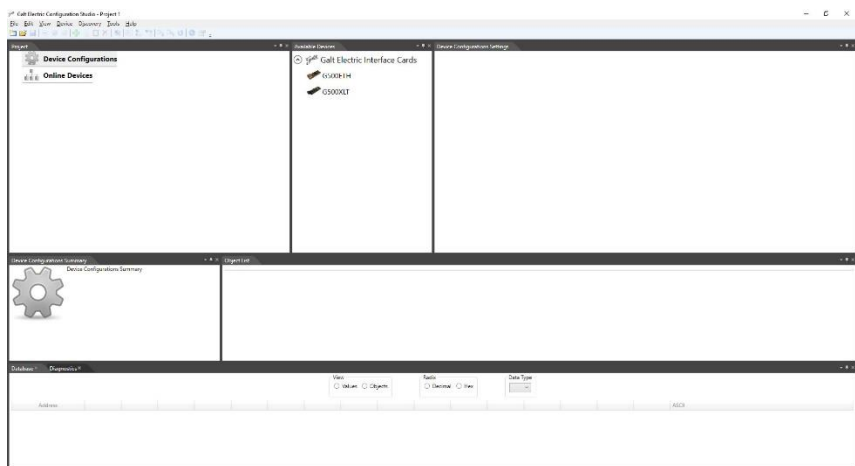 Galt Electric Configuration Studio - Project 1
File Edit View Device Discovery Tools Help
Project
Available Devices
Device Configurations Settings
Device Configurations
Online Devices
Galt Electric Interface Cards
G500ETH
G500XLT
Device Configurations Summary
Object List
Device Configurations Summary
Database
Diagnostics
View
Values
Objects
Radix
Decimal
Hex
Data Type
Address
ASCII